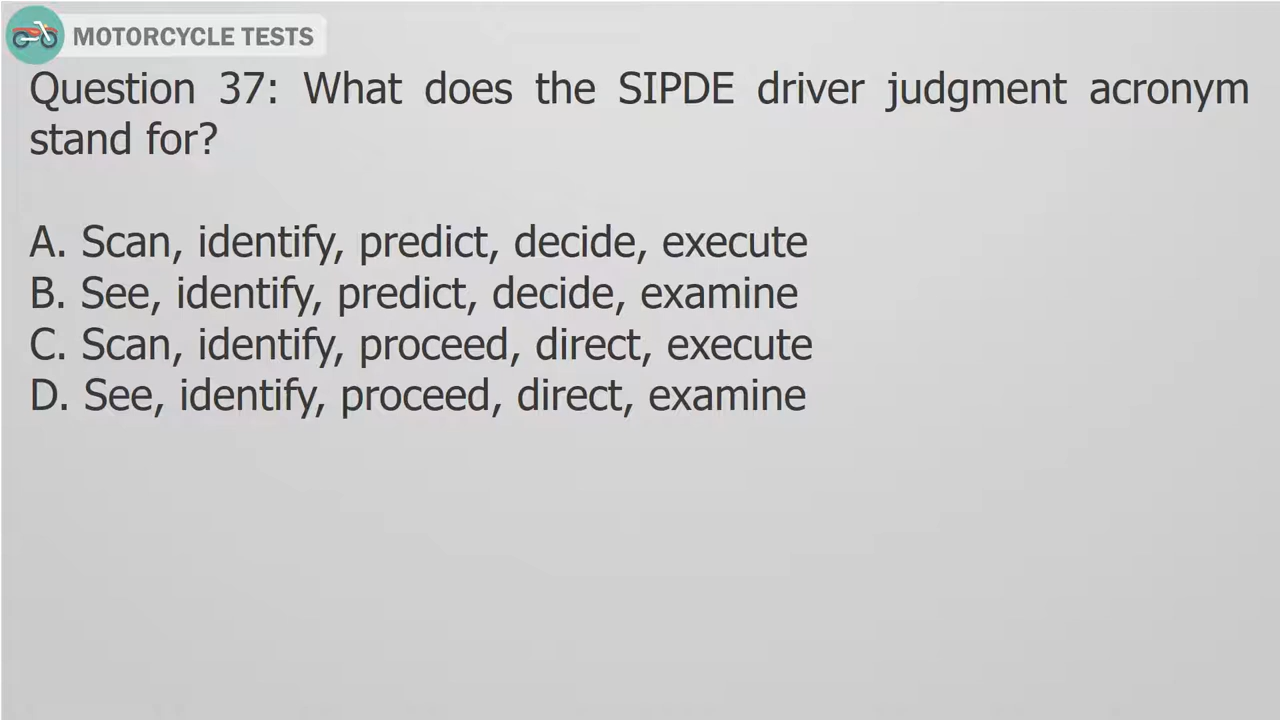 MOTORCYCLE TESTS
Question 37: What does the SIPDE driver judgment acronym
stand for?
A. Scan, identify, predict, decide, execute
B. See, identify, predict, decide, examine
C. Scan, identify, proceed, direct, execute
D. See, identify, proceed, direct, examine